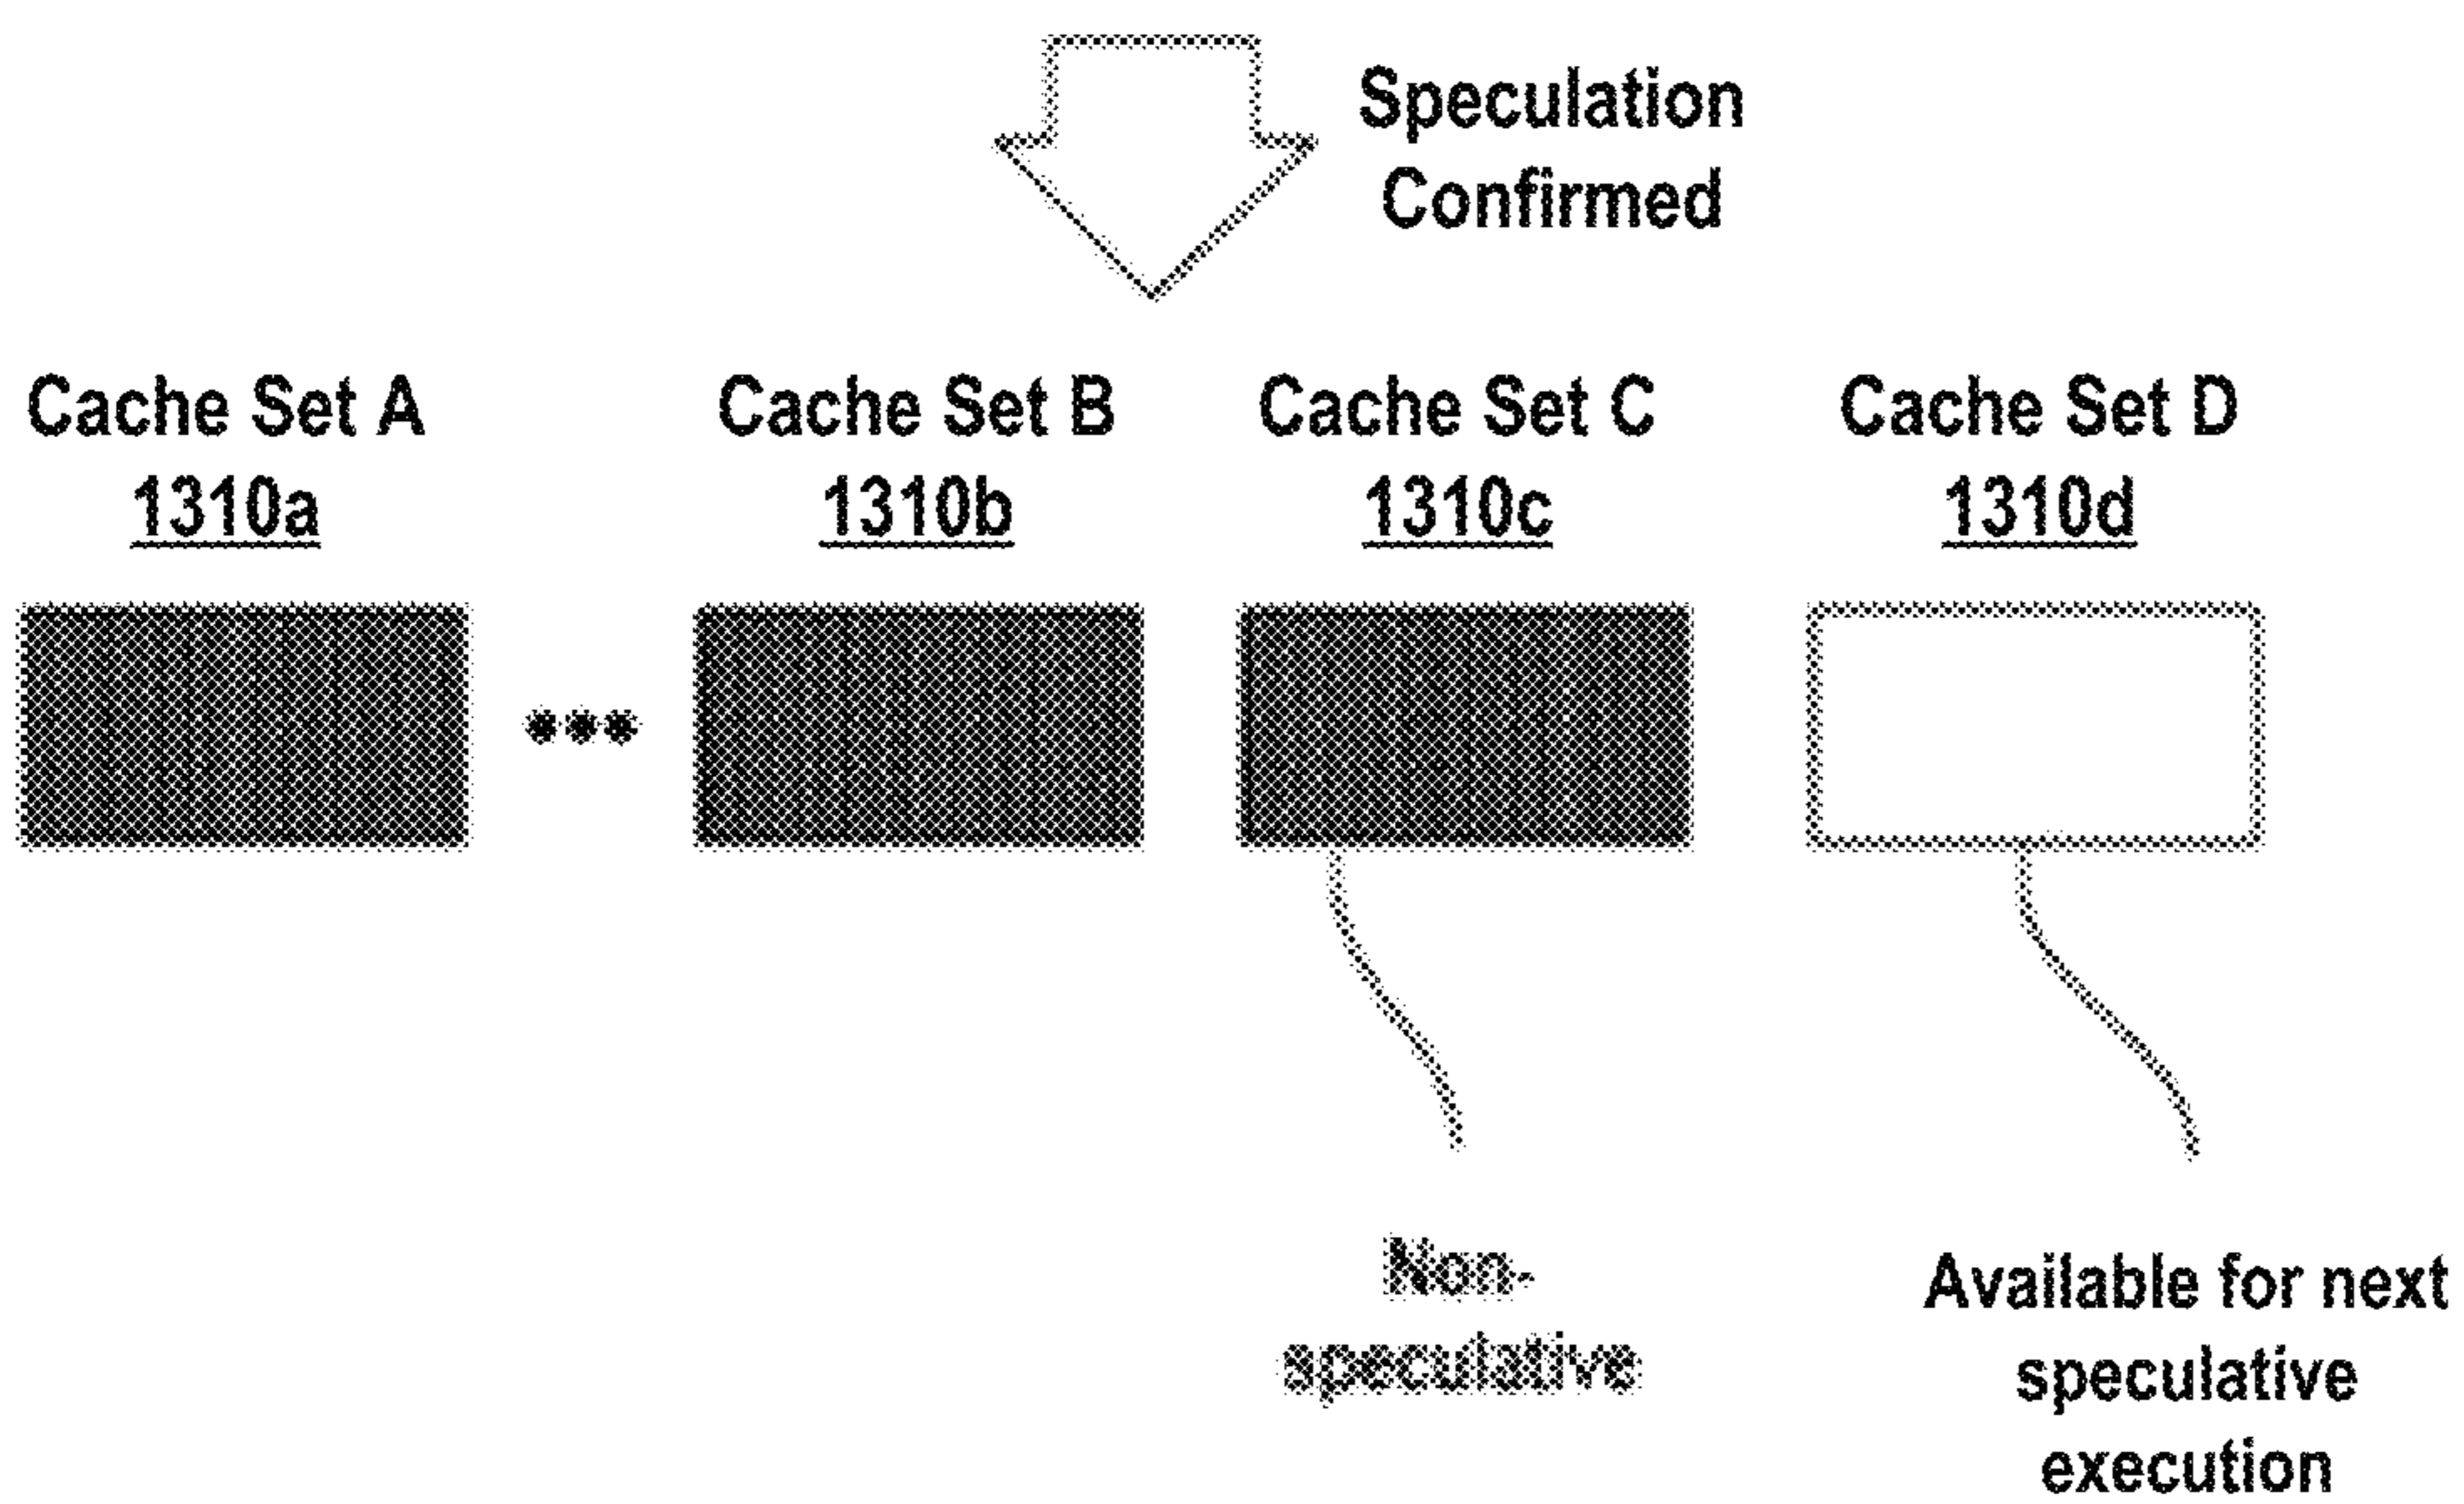 Speculation
Confirmed
Cache Set A
1310a
Cache Set B
1310b
Cache Set C
1310c
Cache Set D
1310d
Non-
speculative
Available for next
speculative
execution